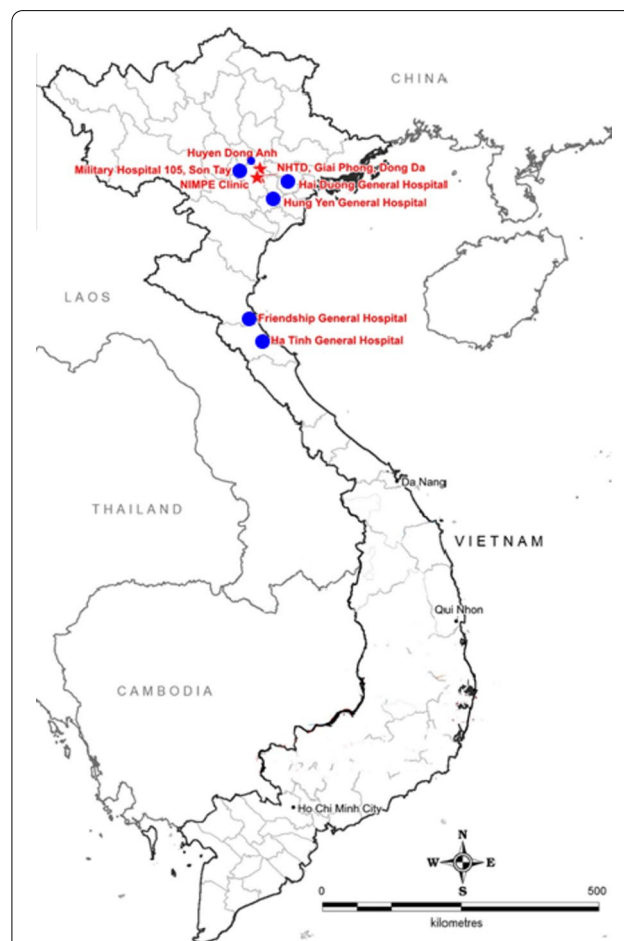 CHINA
Huyen Dong Anh
Military Hospital 105, Son Tay
NHTD, Giai Phong, Dong Da
NIMPE Clinic
Hai Duong General Hospital
Hung Yen General Hospital
LAOS
Friendship General Hospital
Ha Tinh General Hospital
Da Nang
THAILAND
VIETNAM
Qui Nhon
CAMBODIA
Ho Chi Minh City
N
W
E
S
0
500
kilometres